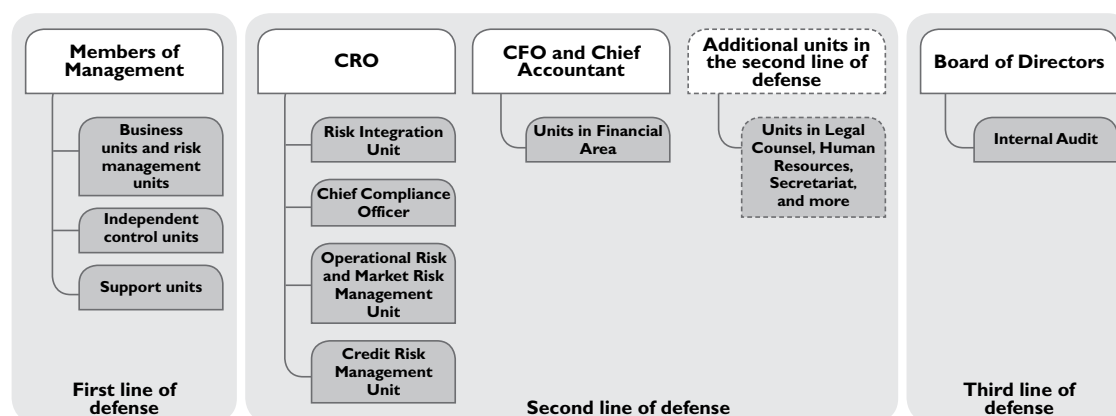 Members of
Management
Business
units and risk
management
units
Independent
control units
Support units
First line of
defense
CRO
Risk Integration
Unit
Chief Compliance
Officer
Operational Risk
and Market Risk
Management
Unit
Credit Risk
Management
Unit
CFO and Chief
Accountant
Units in Financial
Area
Additional units in
the second line of
defense
Units in Legal
Counsel, Human
Resources,
Secretariat,
and more
Second line of defense
Board of Directors
Internal Audit
Third line of
defense